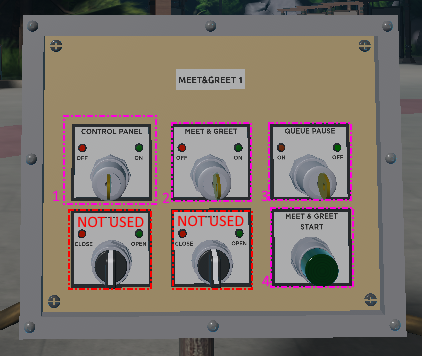 MEET&GREET 1
CONTROL PANEL
OFF ON
1
MEET & GREET
OFF ON
2
QUEUE PAUSE
ON OFF
3
NOT USED
CLOSE OPEN
NOT USED
CLOSE OPEN
MEET & GREET
START
4